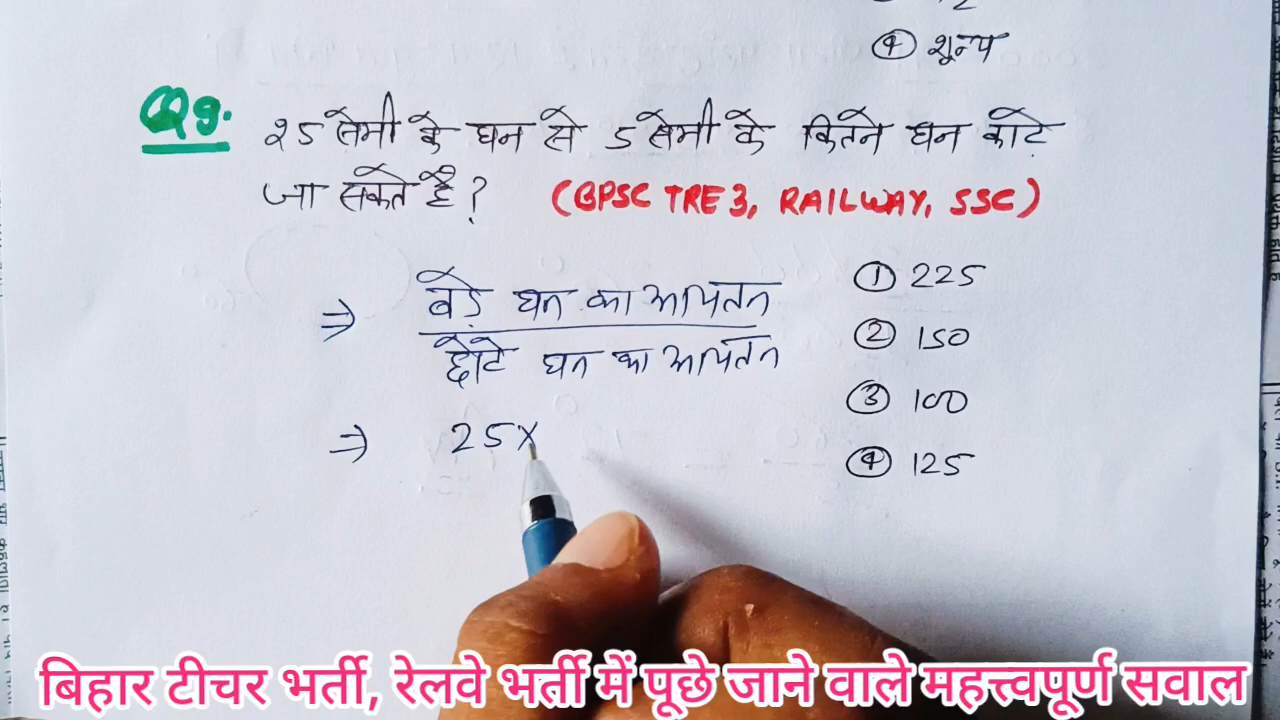 ④ शून्य
Q9. 25 सेमी के घन से 5 सेमी के कितने घन काटे
जा सकते है? (BPSC TRE 3, RAILWAY, SSC)
⇒ बड़े घन का आयतन
छोटे घन का आयतन
⇒ 25×
① 225
② 150
③ 100
④ 125
बिहार टीचर भर्ती, रेलवे भर्ती में पूछे जाने वाले महत्त्वपूर्ण सवाल